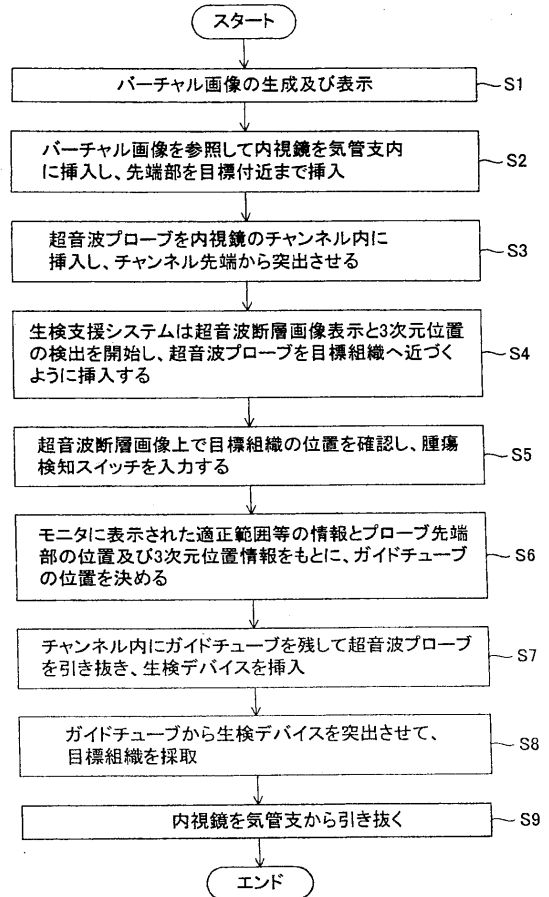 スタート
バーチャル画像の生成及び表示
S1
バーチャル画像を参照して内視鏡を気管支内
に挿入し、先端部を目標付近まで挿入
S2
超音波プローブを内視鏡のチャンネル内に
挿入し、チャンネル先端から突出させる
S3
生検支援システムは超音波断層画像表示と3次元位置
の検出を開始し、超音波プローブを目標組織へ近づく
ように挿入する
S4
超音波断層画像上で目標組織の位置を確認し、腫瘍
検知スイッチを入力する
S5
モニタに表示された適正範囲等の情報とプローブ先端
部の位置及び3次元位置情報をもとに、ガイドチューブ
の位置を決める
S6
チャンネル内にガイドチューブを残して超音波プローブ
を引き抜き、生検デバイスを挿入
S7
ガイドチューブから生検デバイスを突出させて、
目標組織を採取
S8
内視鏡を気管支から引き抜く
S9
エンド